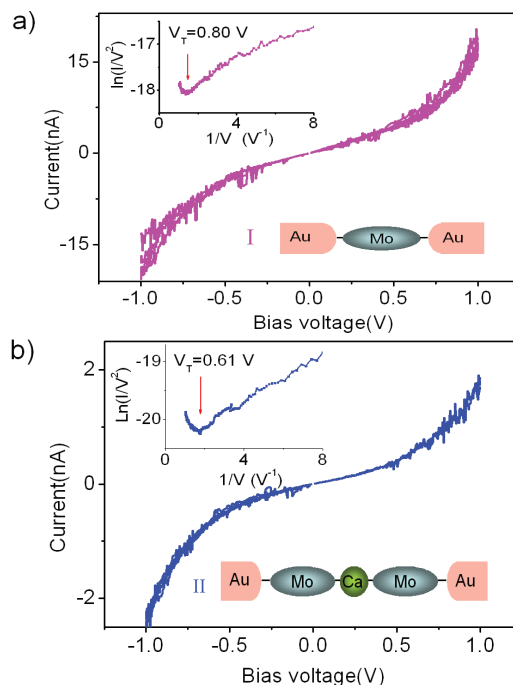 a)
V_T=0.80 V
ln(I/V²)
-17
-18
4
8
1/V (V⁻¹)
Current(nA)
15
0
-15
I
Au
Mo
Au
-1.0
-0.5
0.0
0.5
1.0
Bias voltage(V)
b)
V_T=0.61 V
Ln(I/V²)
-19
-20
0
4
8
1/V (V⁻¹)
Current(nA)
2
0
-2
II
Au
Mo
Ca
Mo
Au
-1.0
-0.5
0.0
0.5
1.0
Bias voltage(V)